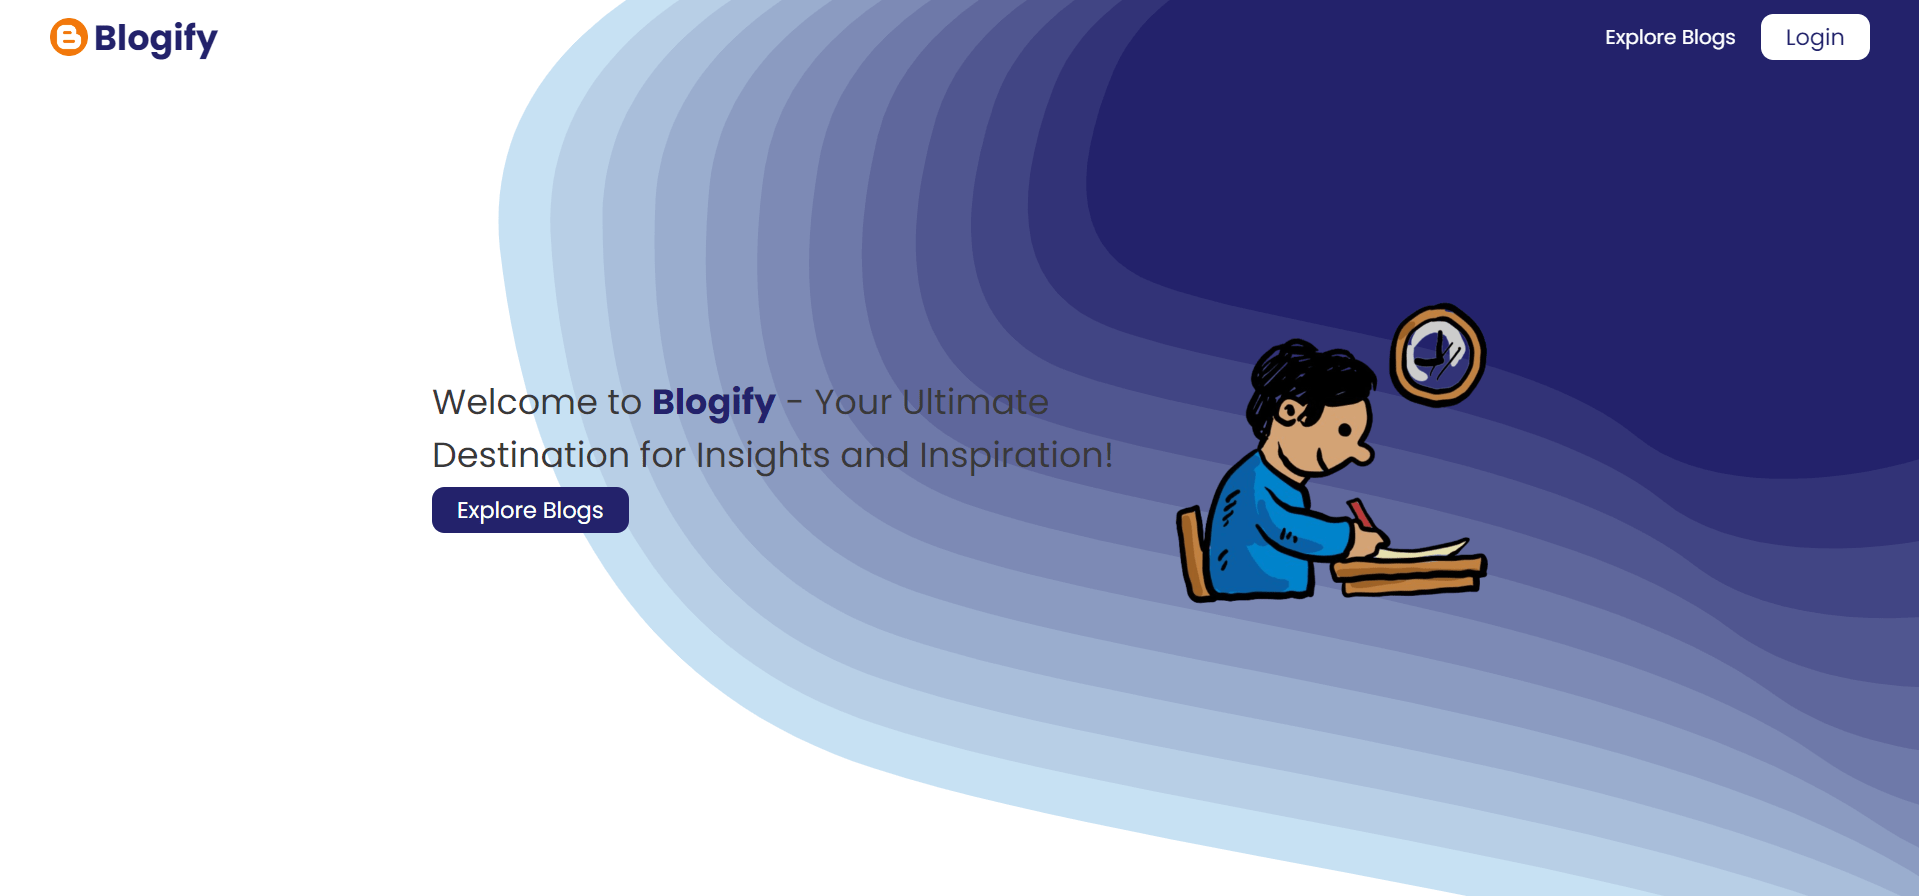 Blogify
Explore Blogs
Login
Welcome to Blogify - Your Ultimate
Destination for Insights and Inspiration!
Explore Blogs